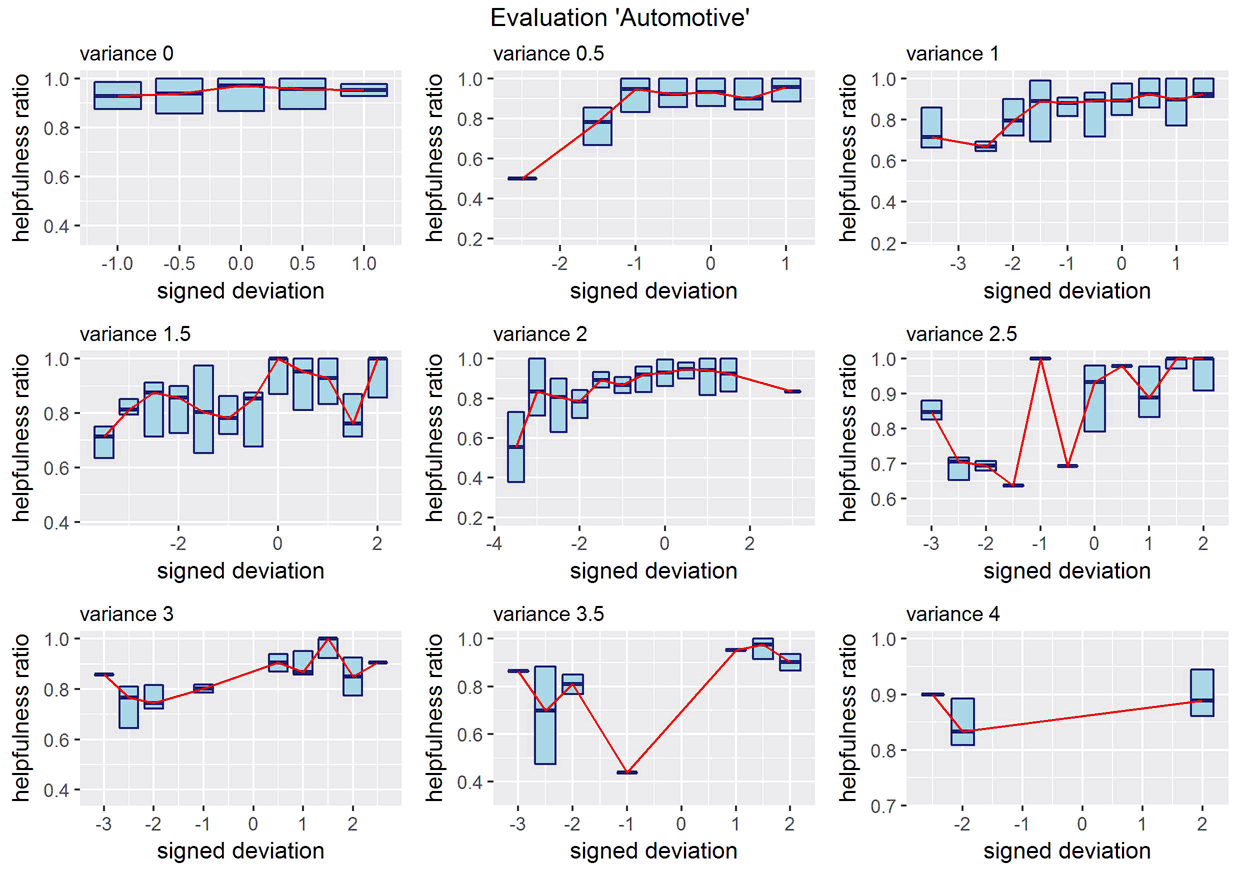 Evaluation 'Automotive'
variance 0
helpfulness ratio
1.0
0.8
0.6
0.4
-1.0 -0.5 0.0 0.5 1.0
signed deviation
variance 0.5
helpfulness ratio
1.0
0.8
0.6
0.4
0.2
-2 -1 0 1
signed deviation
variance 1
helpfulness ratio
1.0
0.8
0.6
0.4
0.2
-3 -2 -1 0 1
signed deviation
variance 1.5
helpfulness ratio
1.0
0.8
0.6
0.4
-2 0 2
signed deviation
variance 2
helpfulness ratio
1.0
0.8
0.6
0.4
0.2
-4 -2 0 2
signed deviation
variance 2.5
helpfulness ratio
1.0
0.9
0.8
0.7
0.6
-3 -2 -1 0 1 2
signed deviation
variance 3
helpfulness ratio
1.0
0.8
0.6
0.4
-3 -2 -1 0 1 2
signed deviation
variance 3.5
helpfulness ratio
1.0
0.8
0.6
0.4
-3 -2 -1 0 1 2
signed deviation
variance 4
helpfulness ratio
1.0
0.9
0.8
0.7
-2 -1 0 1 2
signed deviation